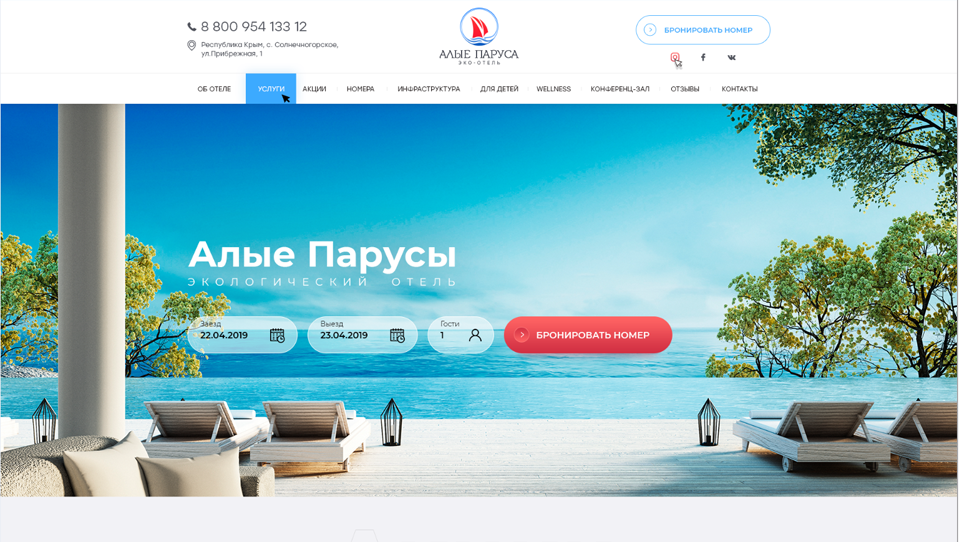 8 800 954 133 12
Республика Крым, с. Солнечногорское,
ул.Прибрежная, 1
АЛЫЕ ПАРУСА
ЭКО-ОТЕЛЬ
БРОНИРОВАТЬ НОМЕР
ОБ ОТЕЛЕ УСЛУГИ АКЦИИ НОМЕРА ИНФРАСТРУКТУРА ДЛЯ ДЕТЕЙ WELLNESS КОНФЕРЕНЦ-ЗАЛ ОТЗЫВЫ КОНТАКТЫ
Алые Парусы
ЭКОЛОГИЧЕСКИЙ ОТЕЛЬ
Заезд
22.04.2019
Выезд
23.04.2019
Гости
1
БРОНИРОВАТЬ НОМЕР